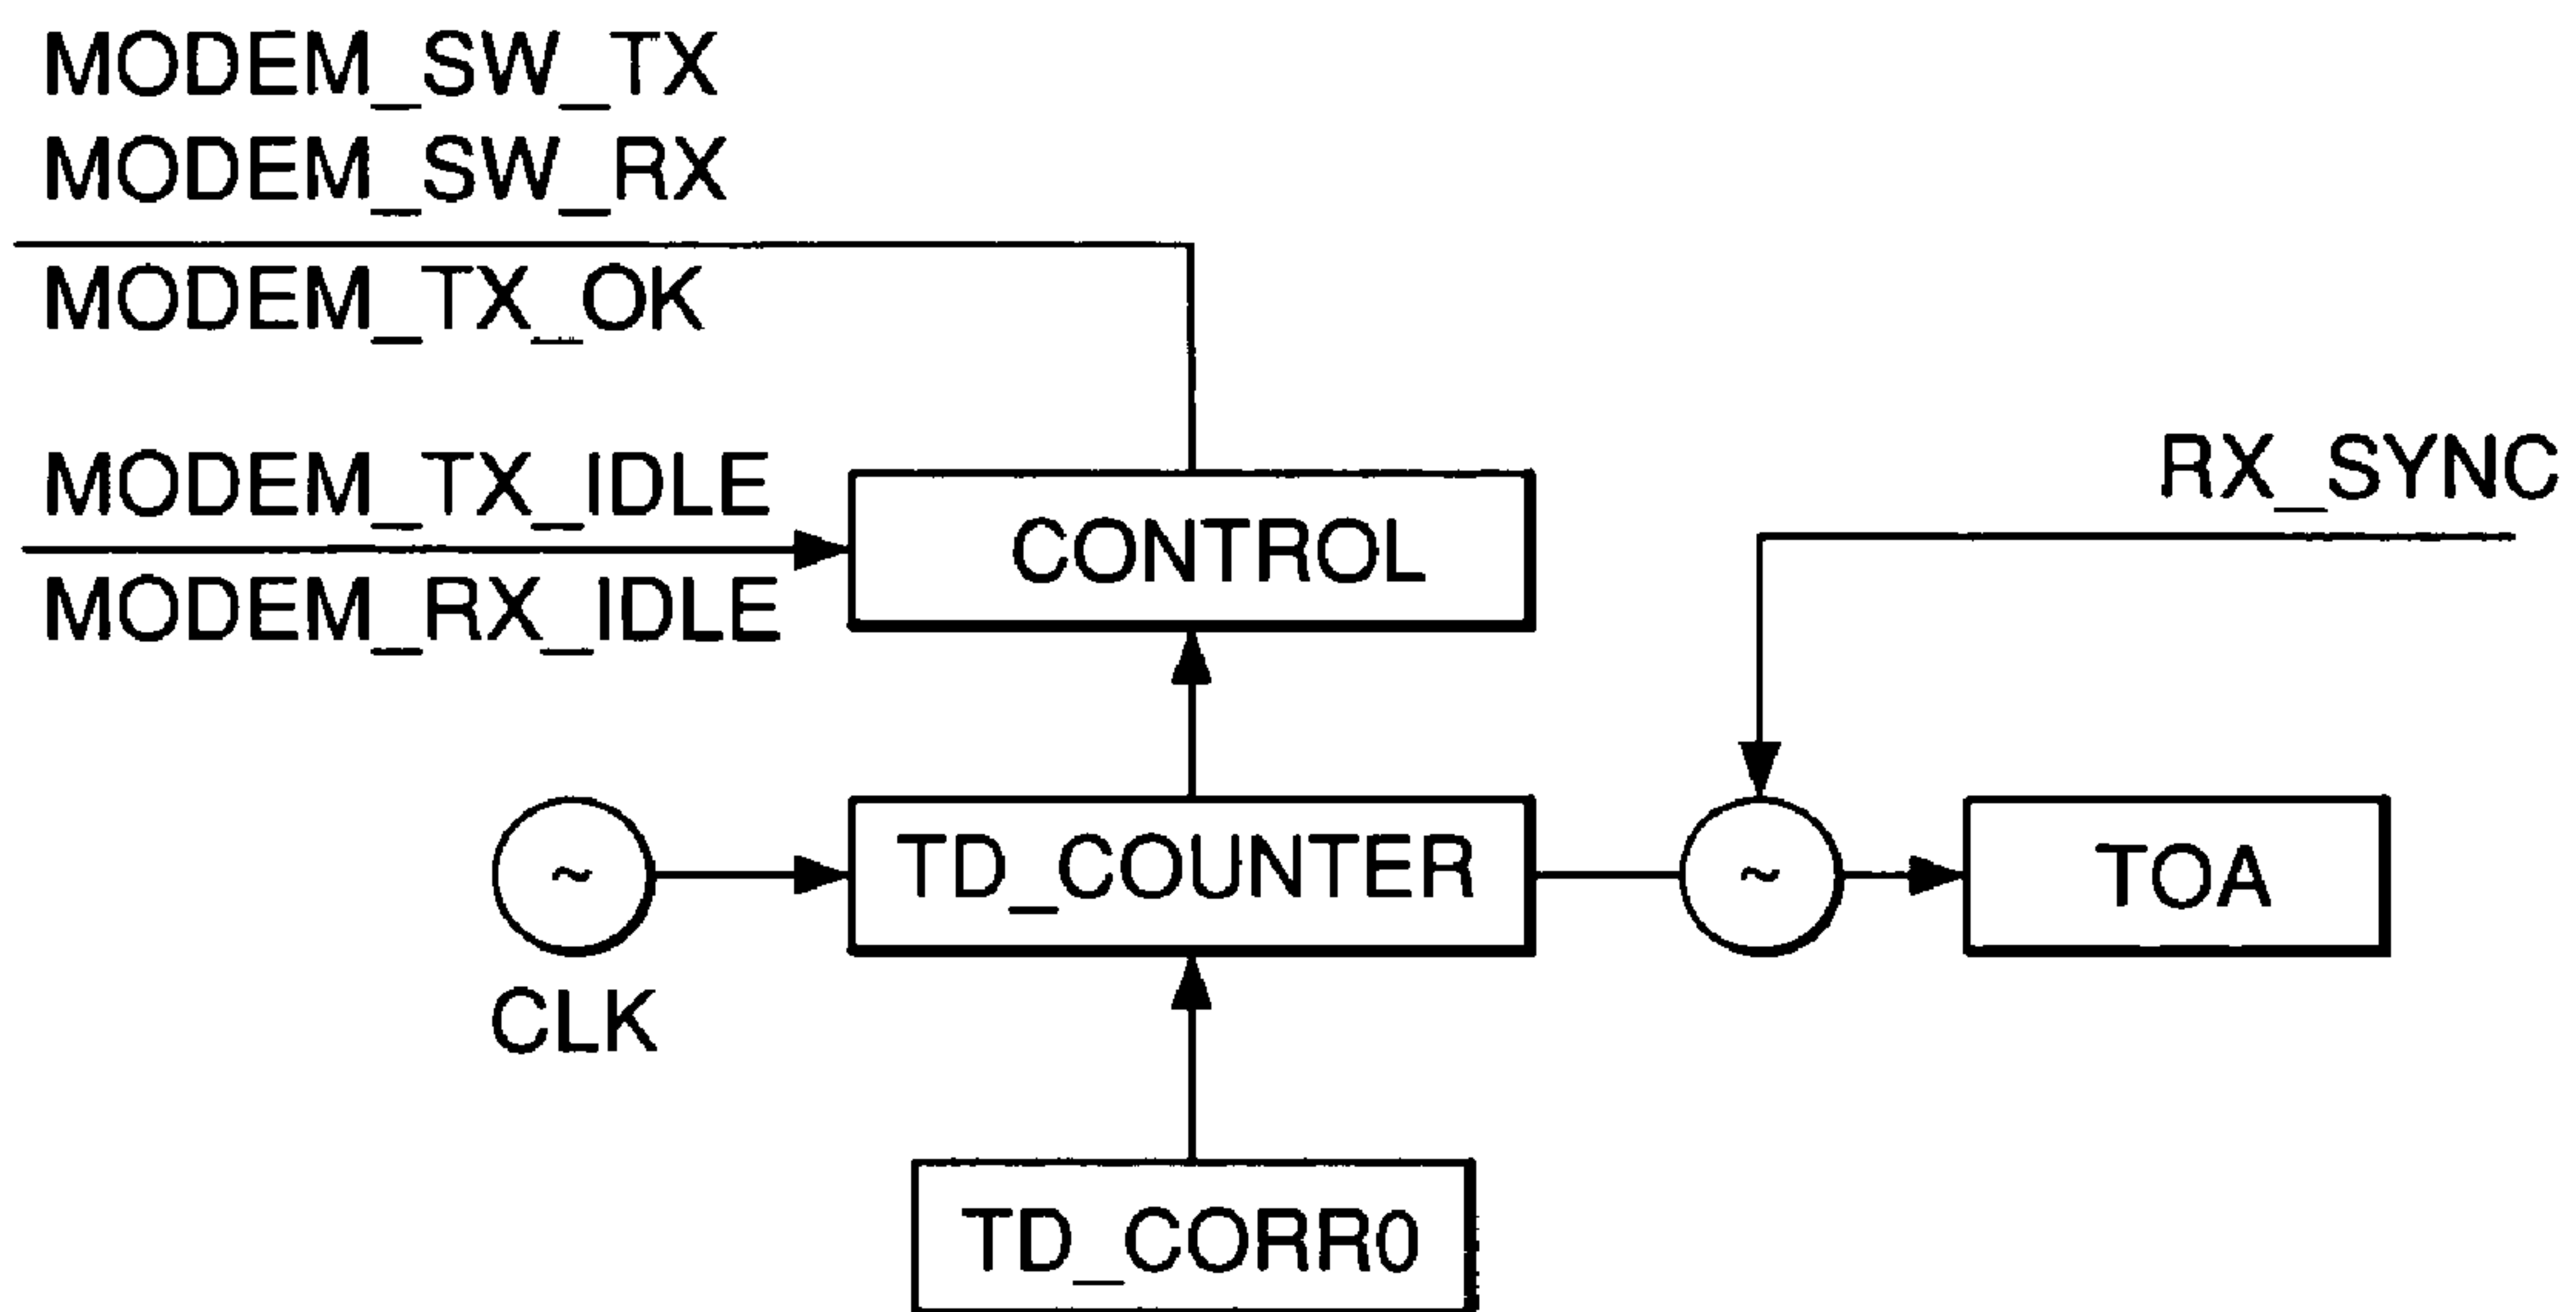 MODEM_SW_TX
MODEM_SW_RX
MODEM_TX_OK
MODEM_TX_IDLE
RX_SYNC
CONTROL
MODEM_RX_IDLE
~
TD_COUNTER
~
TOA
CLK
TD_CORR0